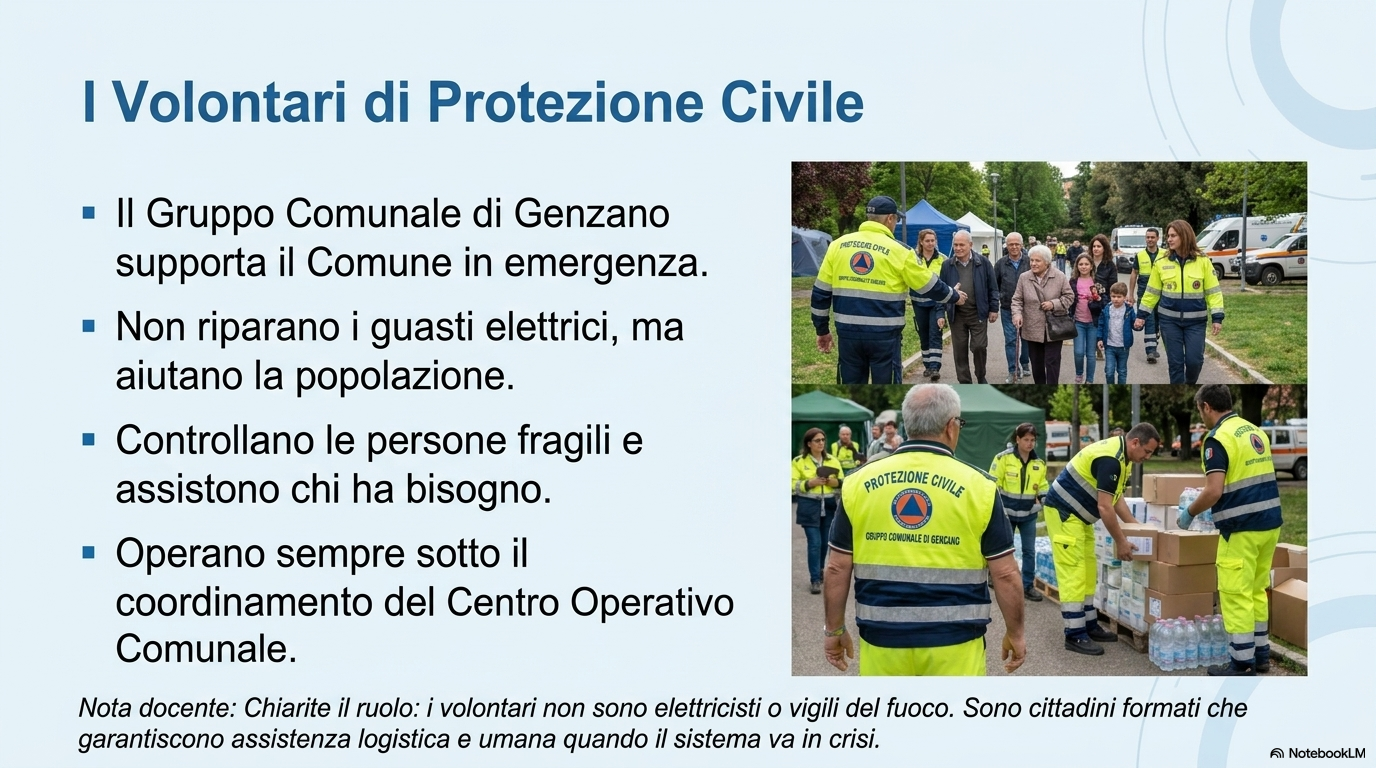 I Volontari di Protezione Civile
Il Gruppo Comunale di Genzano
supporta il Comune in emergenza.
Non riparano i guasti elettrici, ma
aiutano la popolazione.
Controllano le persone fragili e
assistono chi ha bisogno.
Operano sempre sotto il
coordinamento del Centro Operativo
Comunale.
PROTEZIONE CIVILE
GRUPPO COMUNALE DI
Nota docente: Chiarite il ruolo: i volontari non sono elettricisti o vigili del fuoco. Sono cittadini formati che
garantiscono assistenza logistica e umana quando il sistema va in crisi.
NotebookLM